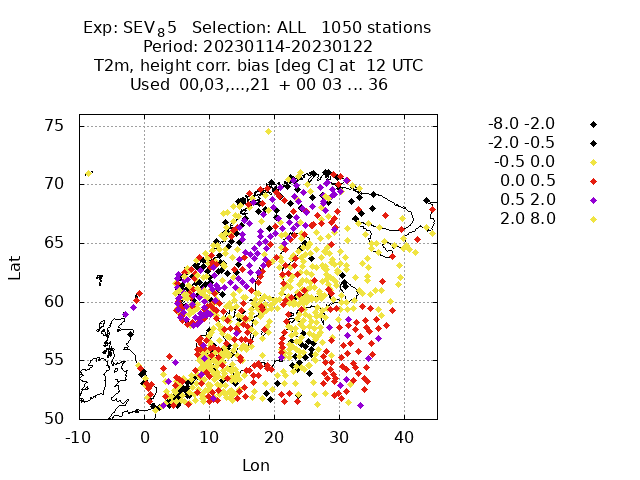 Exp: SEV8 5 Selection: ALL 1050 stations
Period: 20230114-20230122
T2m, height corr. bias [deg C] at 12 UTC
Used 00,03,...,21 + 00 03 ... 36
-8.0 -2.0
-2.0 -0.5
-0.5 0.0
0.0 0.5
0.5 2.0
2.0 8.0
75
70
65
60
55
50
Lat
-10 0 10 20 30 40
Lon